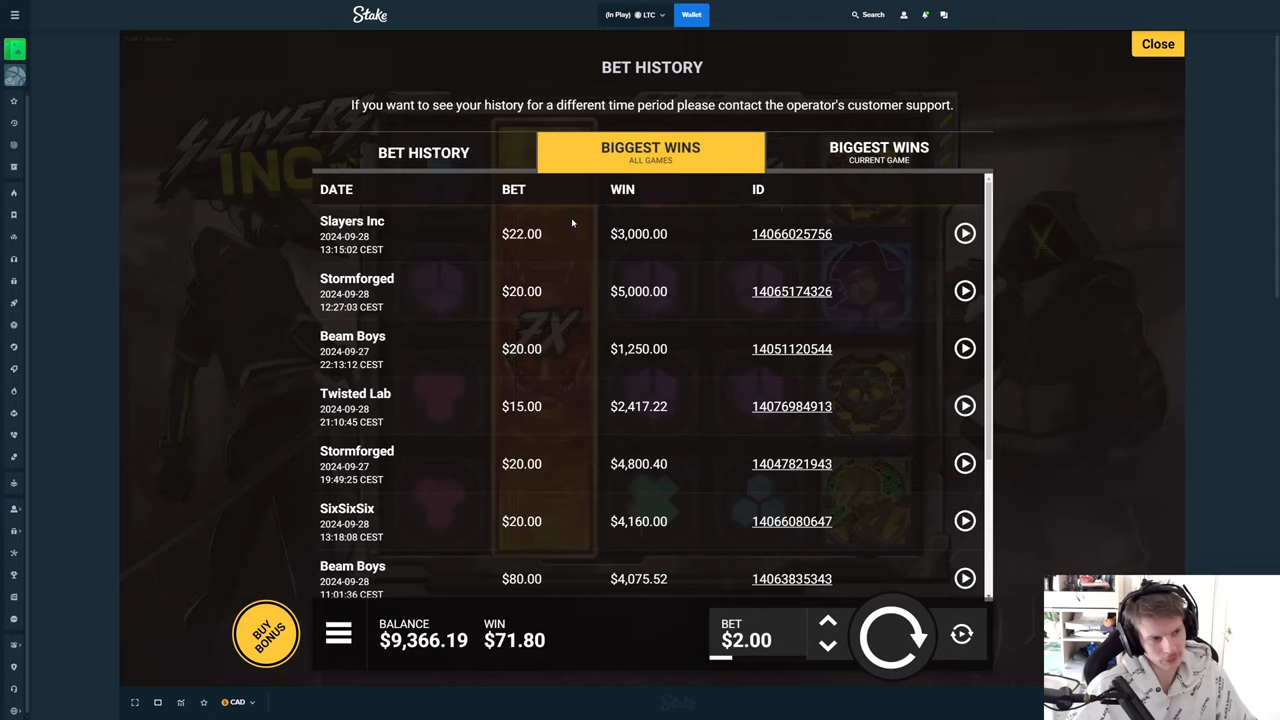 Stake
(In Play) LTC
Wallet
Search
Close
BET HISTORY
If you want to see your history for a different time period please contact the operator's customer support.
BET HISTORY
BIGGEST WINS
ALL GAMES
BIGGEST WINS
CURRENT GAME
DATE BET WIN ID
Slayers Inc
2024-09-28
13:15:02 CEST
$22.00 $3,000.00 14066025756
Stormforged
2024-09-28
12:27:03 CEST
$20.00 $5,000.00 14065174326
Beam Boys
2024-09-27
22:13:12 CEST
$20.00 $1,250.00 14051120544
Twisted Lab
2024-09-28
21:10:45 CEST
$15.00 $2,417.22 14076984913
Stormforged
2024-09-27
19:49:25 CEST
$20.00 $4,800.40 14047821943
SixSixSix
2024-09-28
13:18:08 CEST
$20.00 $4,160.00 14066080647
Beam Boys
2024-09-28
11:01:36 CEST
$80.00 $4,075.52 14063835343
SLAYERS
INC
7X
BUY
BONUS
BALANCE
$9,366.19
WIN
$71.80
BET
$2.00
CAD
Stake